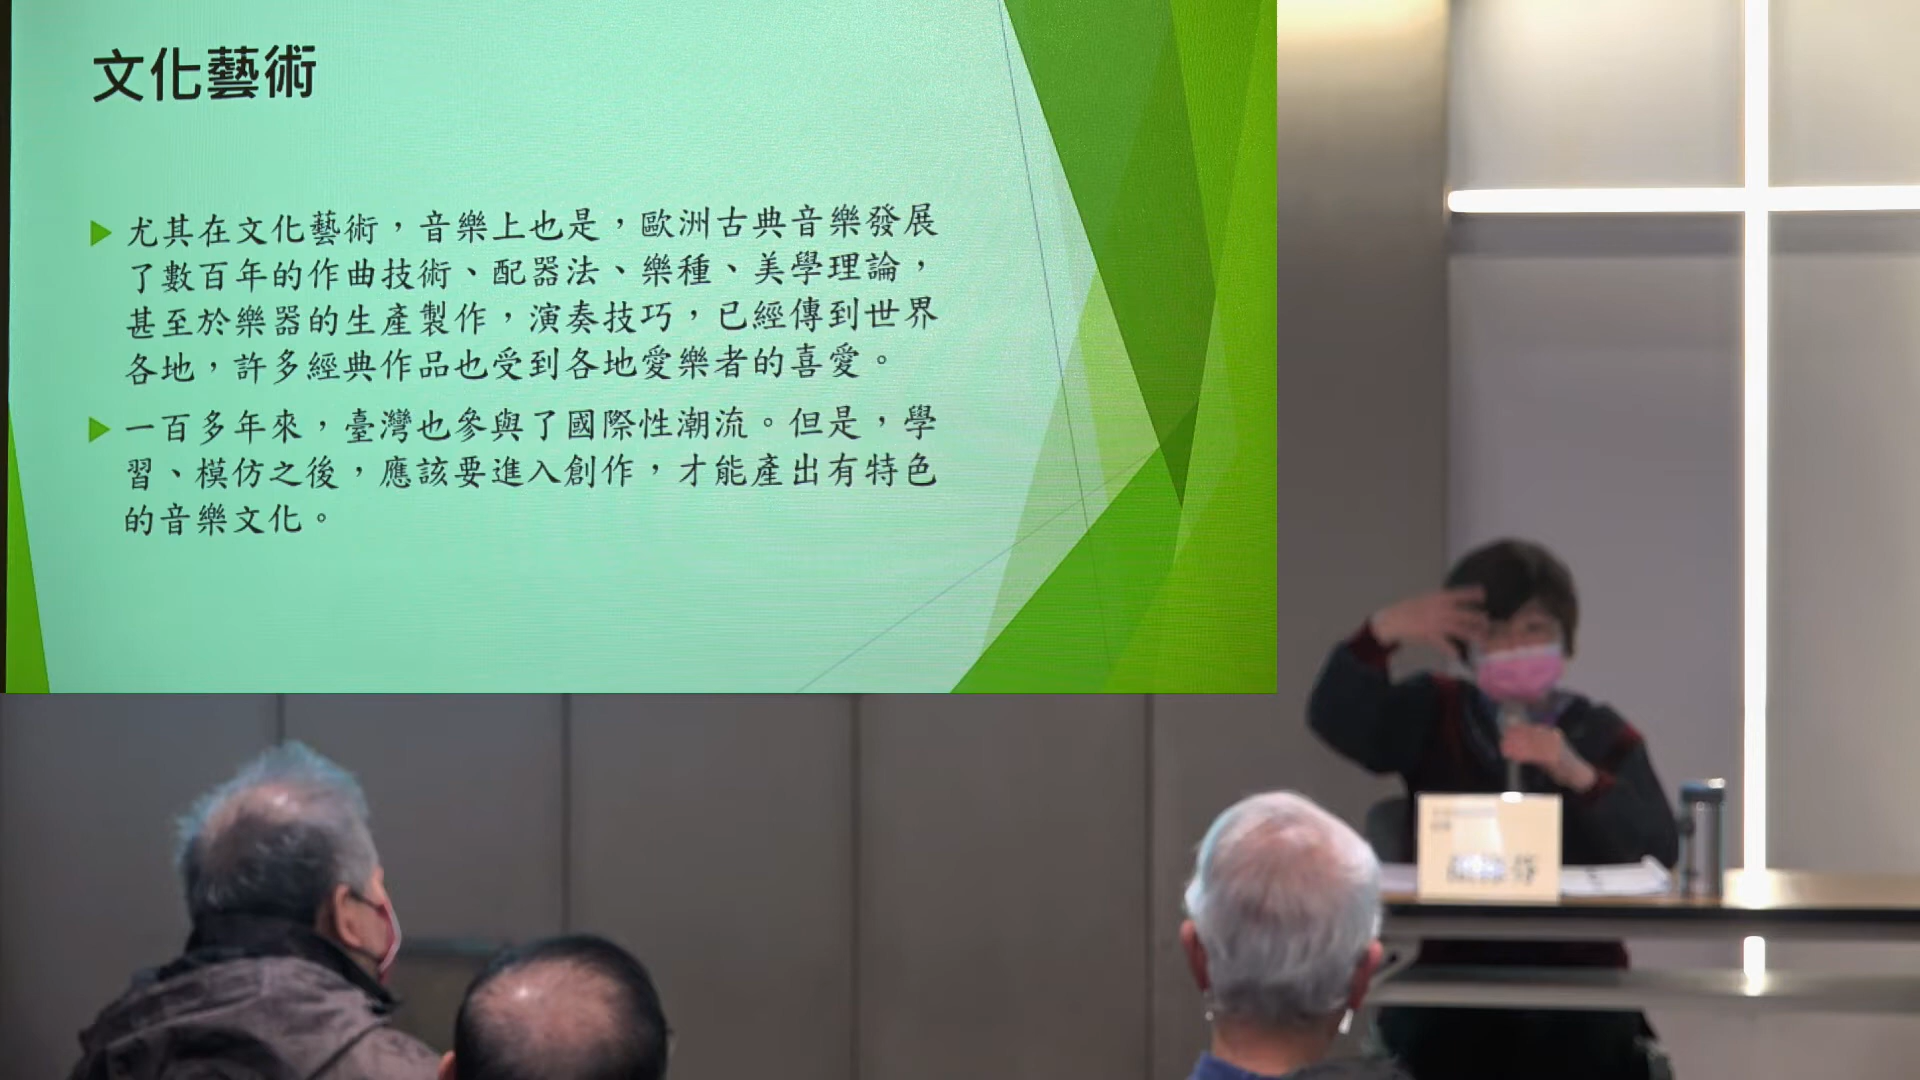 文化藝術
尤其在文化藝術，音樂上也是，歐洲古典音樂發展
了數百年的作曲技術、配器法、樂種、美學理論，
甚至於樂器的生產製作，演奏技巧，已經傳到世界
各地，許多經典作品也受到各地愛樂者的喜愛。
一百多年來，臺灣也參與了國際性潮流。但是，學
習、模仿之後，應該要進入創作，才能產出有特色
的音樂文化。